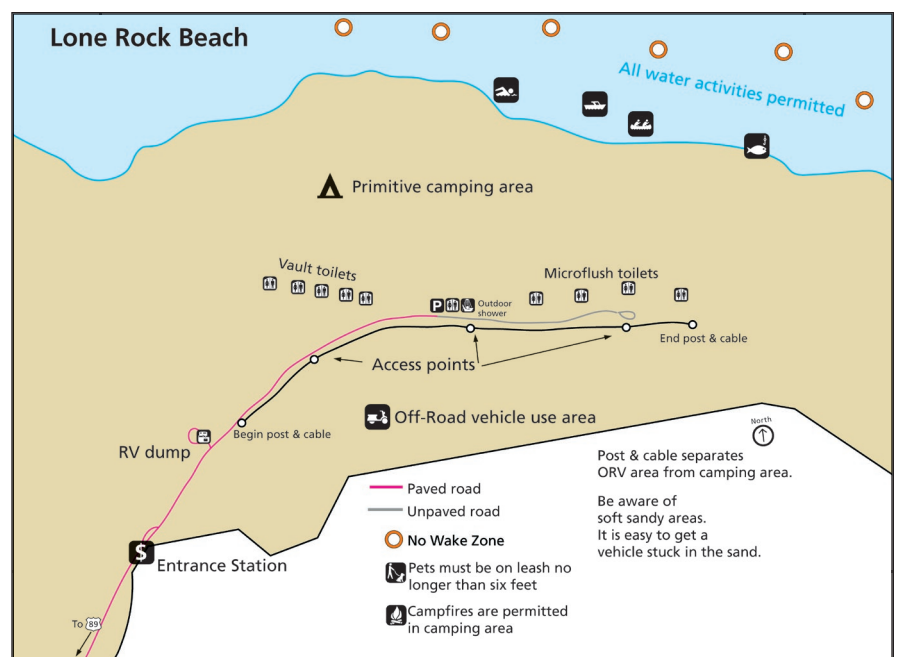 Lone Rock Beach
All water activities permitted
Primitive camping area
Vault toilets
Microflush toilets
P
Outdoor
shower
End post & cable
Access points
Off-Road vehicle use area
Begin post & cable
RV dump
North
Post & cable separates
ORV area from camping area.
Be aware of
soft sandy areas.
It is easy to get a
vehicle stuck in the sand.
Paved road
Unpaved road
No Wake Zone
Pets must be on leash no
longer than six feet
Campfires are permitted
in camping area
$
Entrance Station
To 89